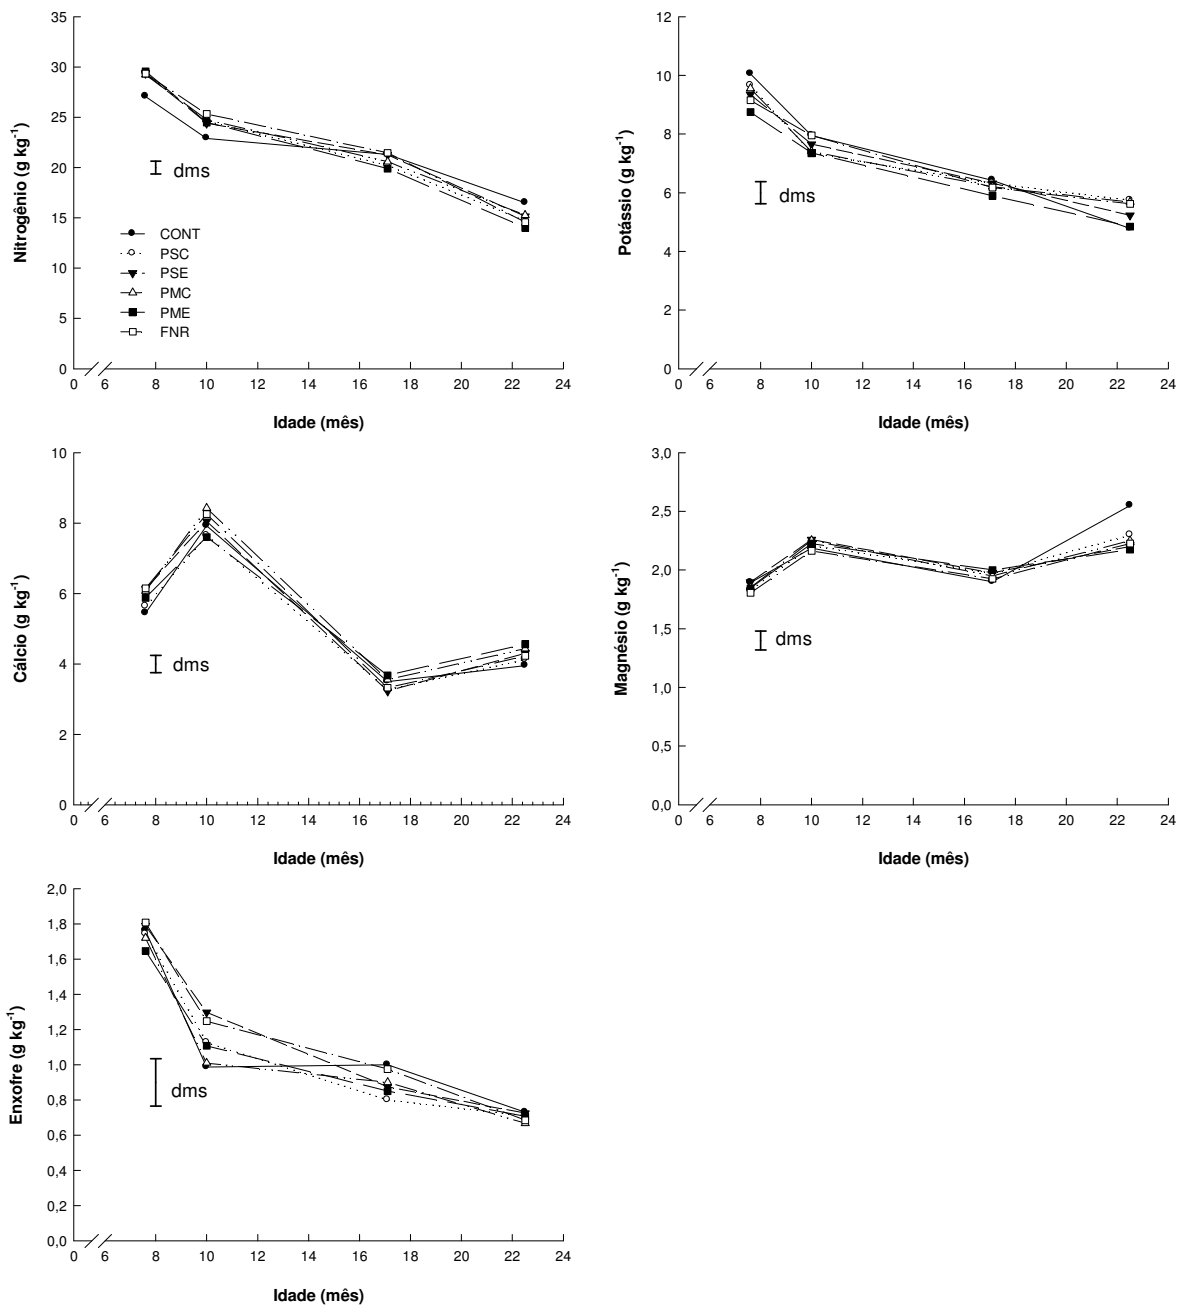 35
30
25
20
15
10
5
0
Nitrogênio (g kg-1)
dms
CONT
PSC
PSE
PMC
PME
FNR
0 6 8 10 12 14 16 18 20 22 24
Idade (mês)
12
10
8
6
4
2
0
Potássio (g kg-1)
dms
0 6 8 10 12 14 16 18 20 22 24
Idade (mês)
10
8
6
4
2
0
Cálcio (g kg-1)
dms
0 6 8 10 12 14 16 18 20 22 24
Idade (mês)
3,0
2,5
2,0
1,5
1,0
0,5
0,0
Magnésio (g kg-1)
dms
0 6 8 10 12 14 16 18 20 22 24
Idade (mês)
2,0
1,8
1,6
1,4
1,2
1,0
0,8
0,6
0,4
0,2
0,0
Enxofre (g kg-1)
dms
0 6 8 10 12 14 16 18 20 22 24
Idade (mês)